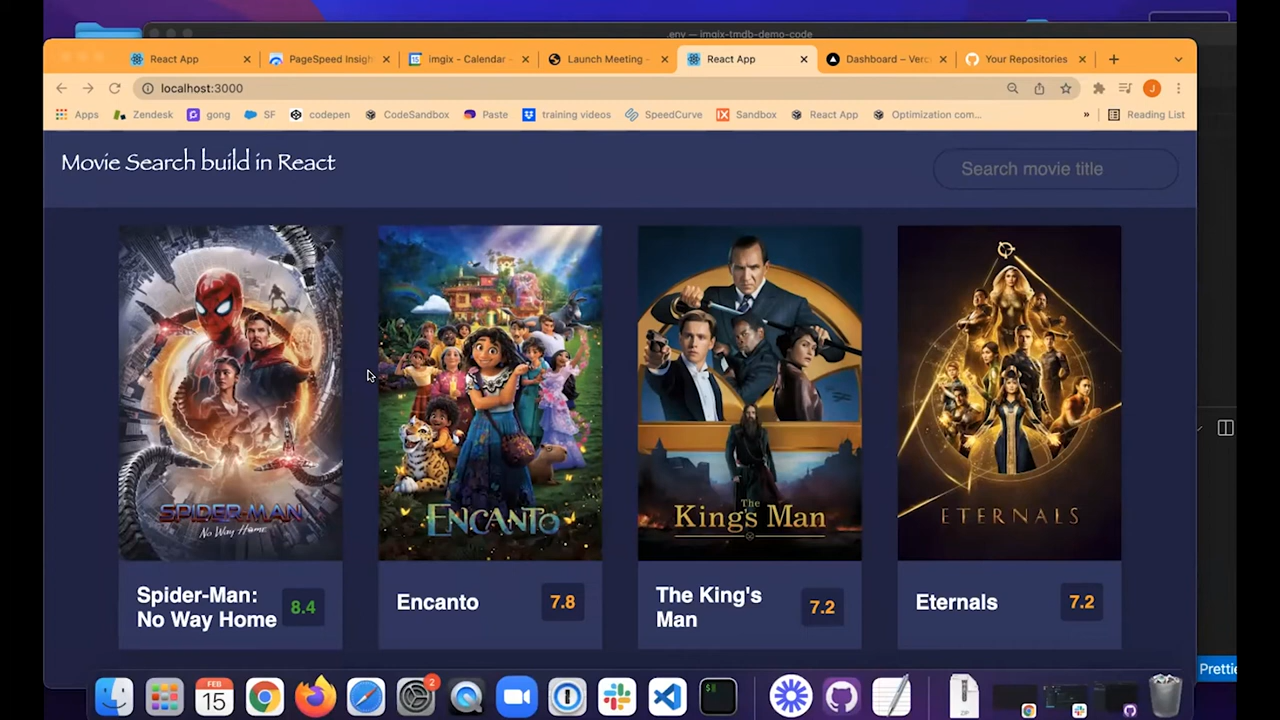 .env — imgix-tmdb-demo-code
React App
PageSpeed Insigh
imgix - Calendar -
Launch Meeting -
React App
Dashboard – Verc
Your Repositories
localhost:3000
J
Apps
Zendesk
gong
SF
codepen
CodeSandbox
Paste
training videos
SpeedCurve
Sandbox
React App
Optimization com...
»
Reading List
Movie Search build in React
Search movie title
SPIDER-MAN
No Way Home
ENCANTO
The
King's Man
ETERNALS
Spider-Man:
No Way Home
8.4
Encanto
7.8
The King's
Man
7.2
Eternals
7.2
Prettie
FEB
15
2
ZIP